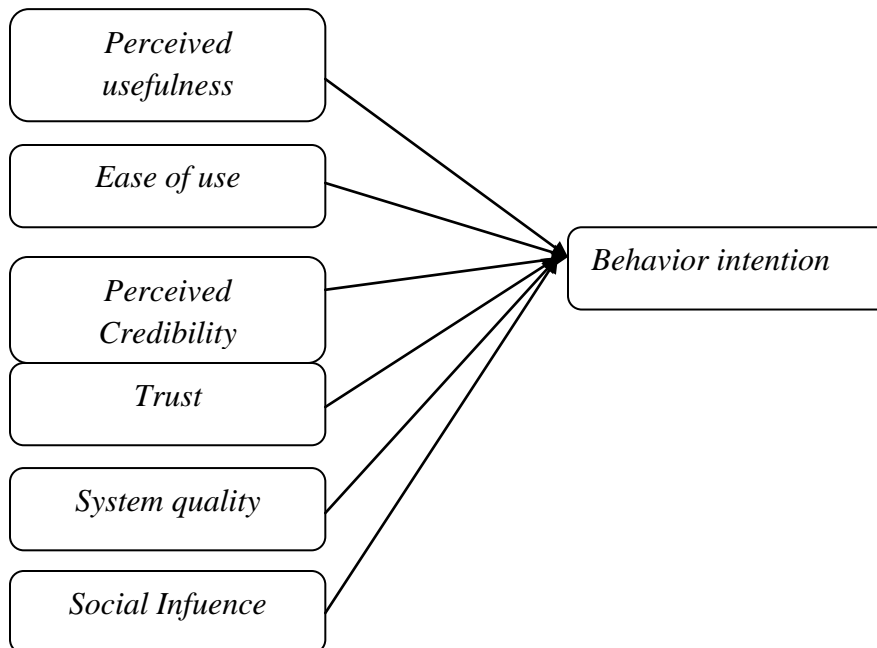 Perceived
usefulness
Ease of use
Perceived
Credibility
Trust
System quality
Social Infuence
Behavior intention